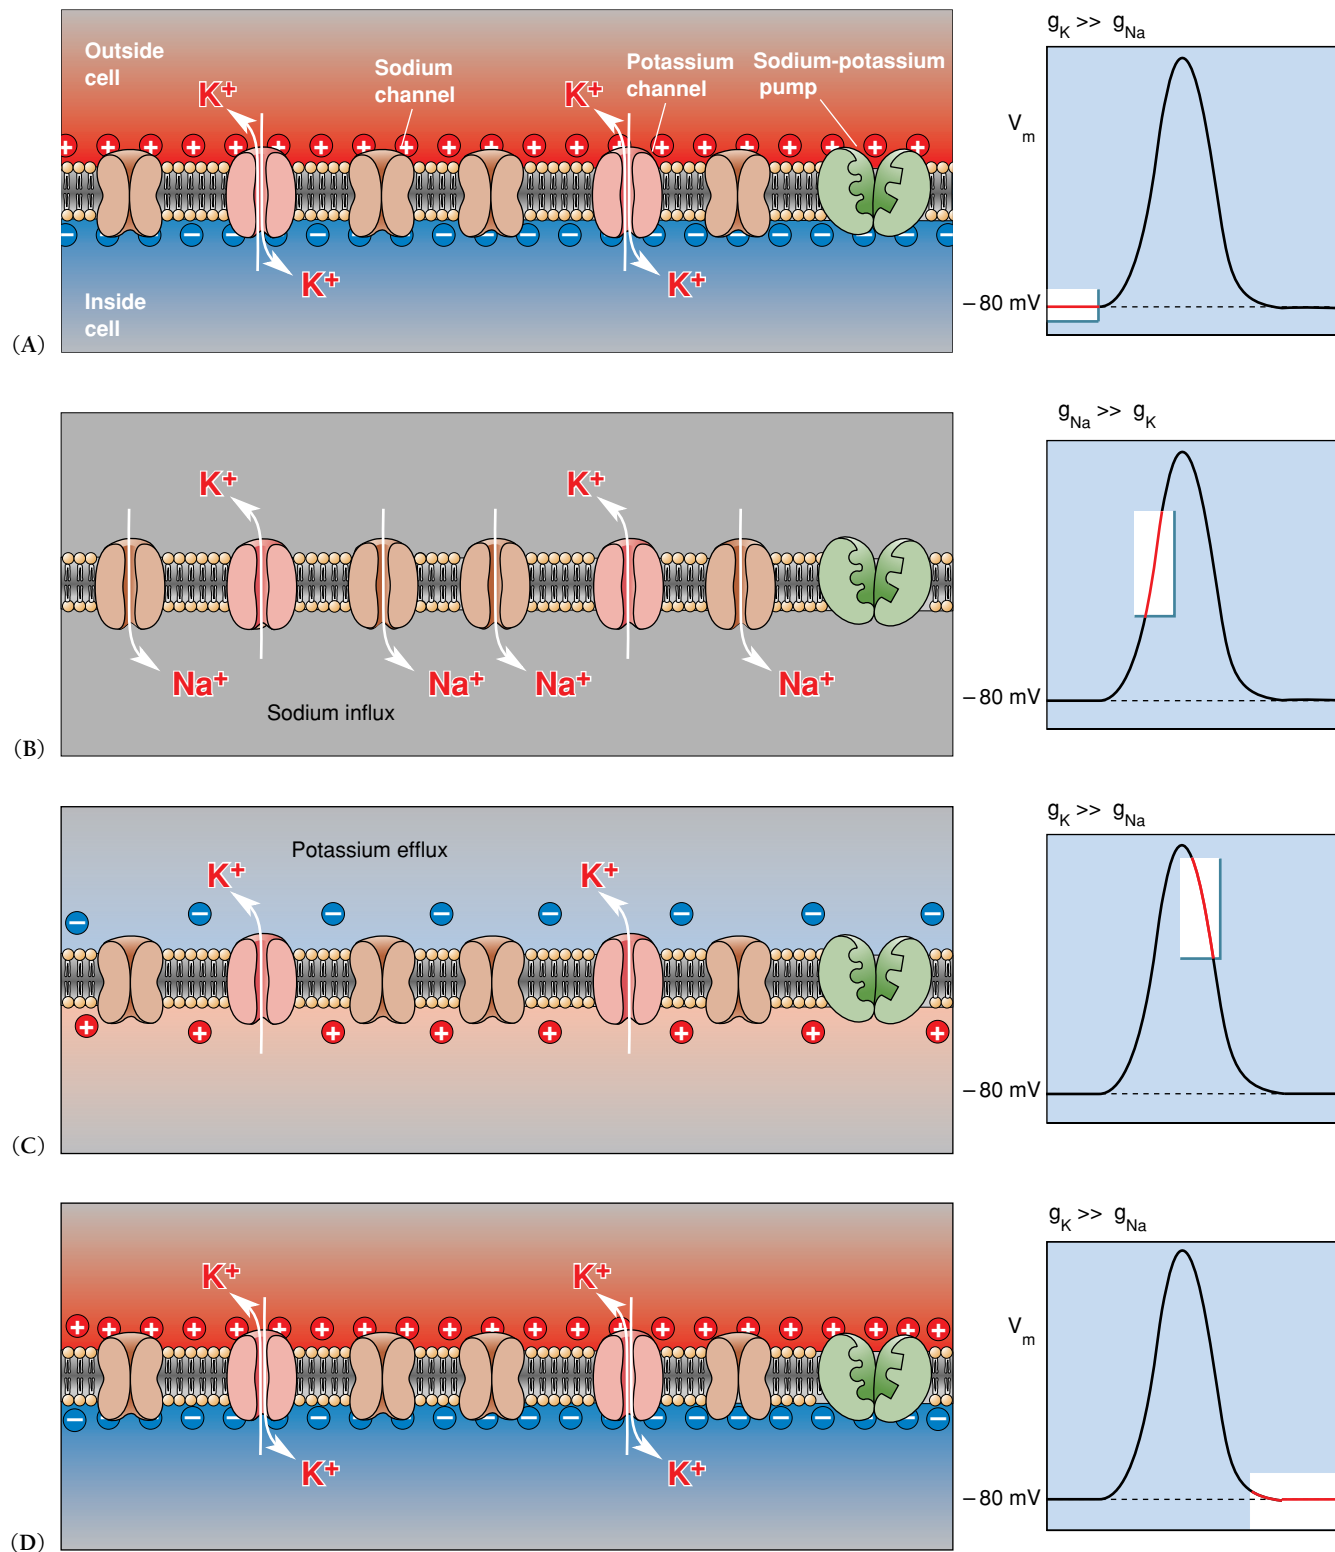 Outside
cell
K+
Sodium
channel
K+
Potassium
channel
Sodium-potassium
pump
K+
K+
Inside
cell
(A)
gK >> gNa
Vm
−80 mV
K+
K+
Na+
Na+
Na+
Na+
Sodium influx
(B)
gNa >> gK
−80 mV
Potassium efflux
K+
K+
(C)
gK >> gNa
−80 mV
K+
K+
K+
K+
(D)
gK >> gNa
Vm
−80 mV